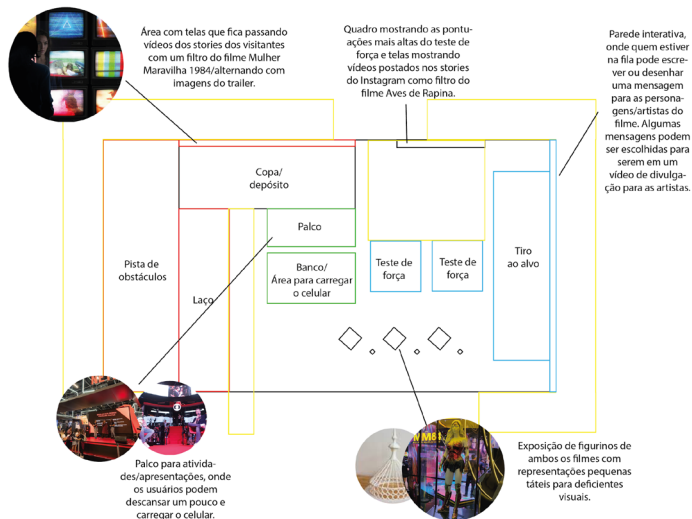 Área com telas que fica passando
vídeos dos stories dos visitantes
com um filtro do filme Mulher
Maravilha 1984/alternando com
imagens do trailer.
Quadro mostrando as pontu-
ações mais altas do teste de
força e telas mostrando
vídeos postados nos stories
do Instagram como filtro do
filme Aves de Rapina.
Parede interativa,
onde quem estiver
na fila pode escre-
ver ou desenhar
uma mensagem
para as persona-
gens/artistas do
filme. Algumas
mensagens podem
ser escolhidas para
serem em um
vídeo de divulga-
ção para as artistas.
Copa/
depósito
Palco
Banco/
Área para carregar
o celular
Pista de
obstáculos
Laço
Teste de
força
Teste de
força
Tiro
ao alvo
Palco para ativida-
des/apresentações, onde
os usuários podem
descansar um pouco e
carregar o celular.
Exposição de figurinos de
ambos os filmes com
representações pequenas
táteis para deficientes
visuais.